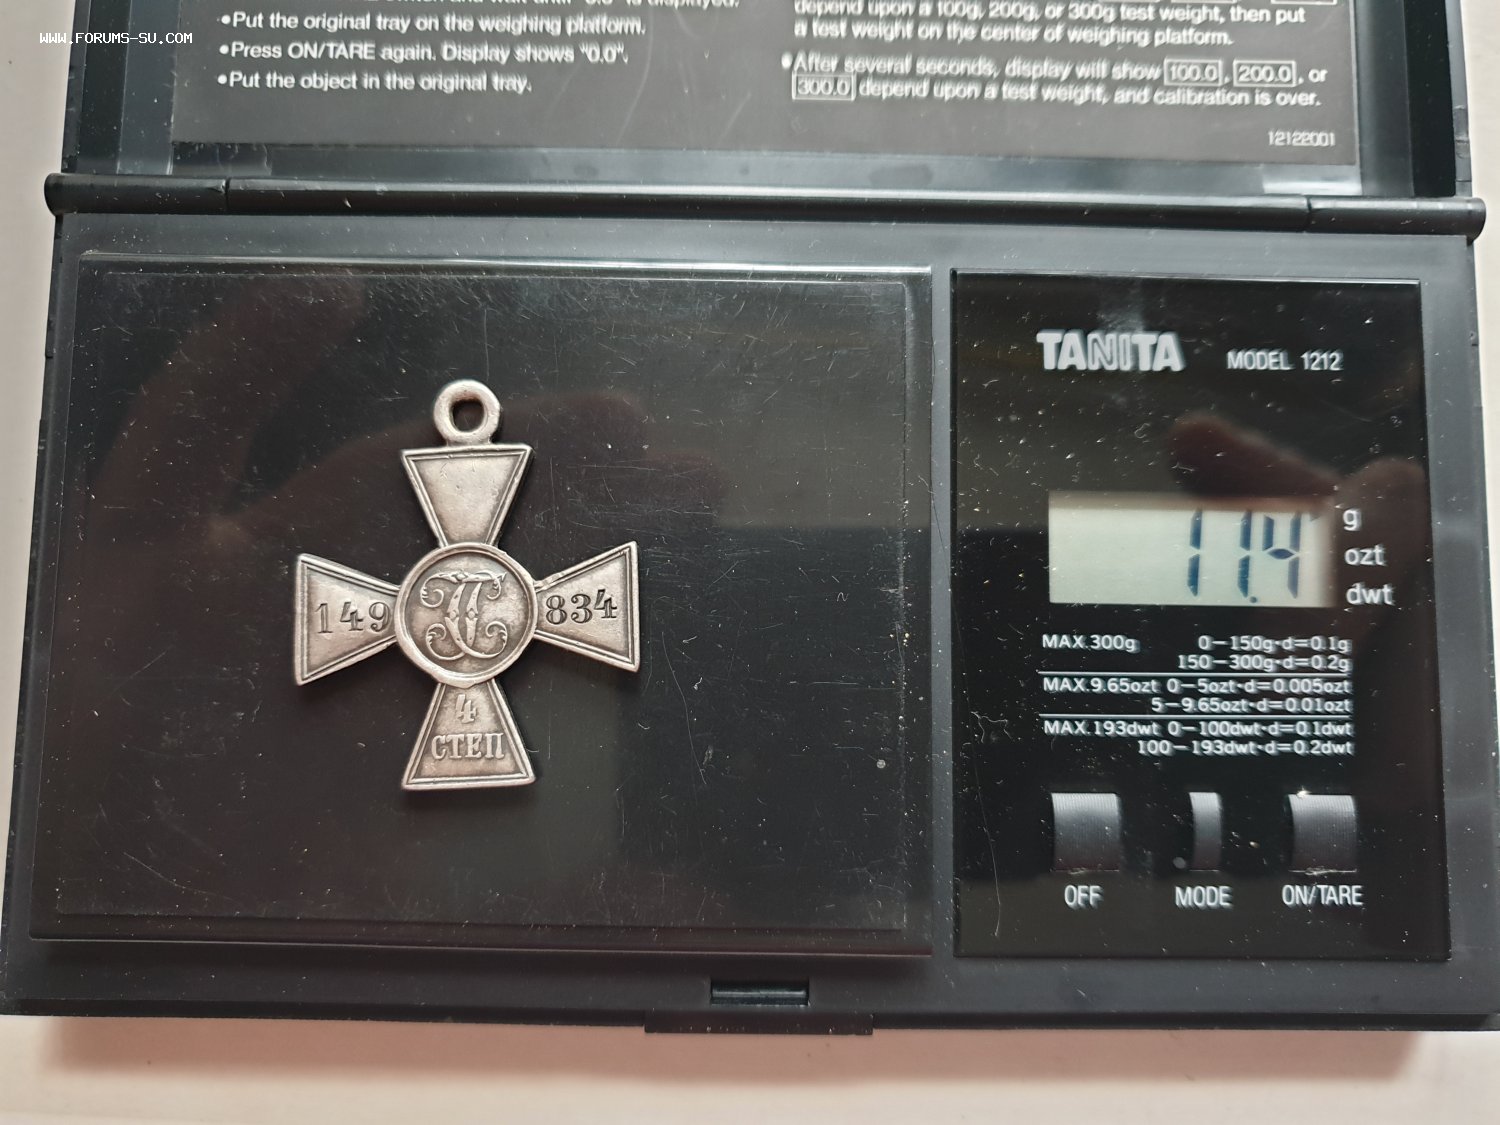 WWW.FORUMS-SU.COM
•Put the original tray on the weighing platform.
•Press ON/TARE again. Display shows "0.0".
•Put the object in the original tray.
depend upon a 100g, 200g, or 300g test weight, then put
a test weight on the center of weighing platform.
•After several seconds, display will show 100.0, 200.0, or
300.0 depend upon a test weight, and calibration is over.
12122001
TANITA MODEL 1212
11.4
g
ozt
dwt
MAX.300g 0–150g·d=0.1g
150–300g·d=0.2g
MAX.9.65ozt 0–5ozt·d=0.005ozt
5–9.65ozt·d=0.01ozt
MAX.193dwt 0–100dwt·d=0.1dwt
100–193dwt·d=0.2dwt
OFF MODE ON/TARE
149 834
4
СТЕП